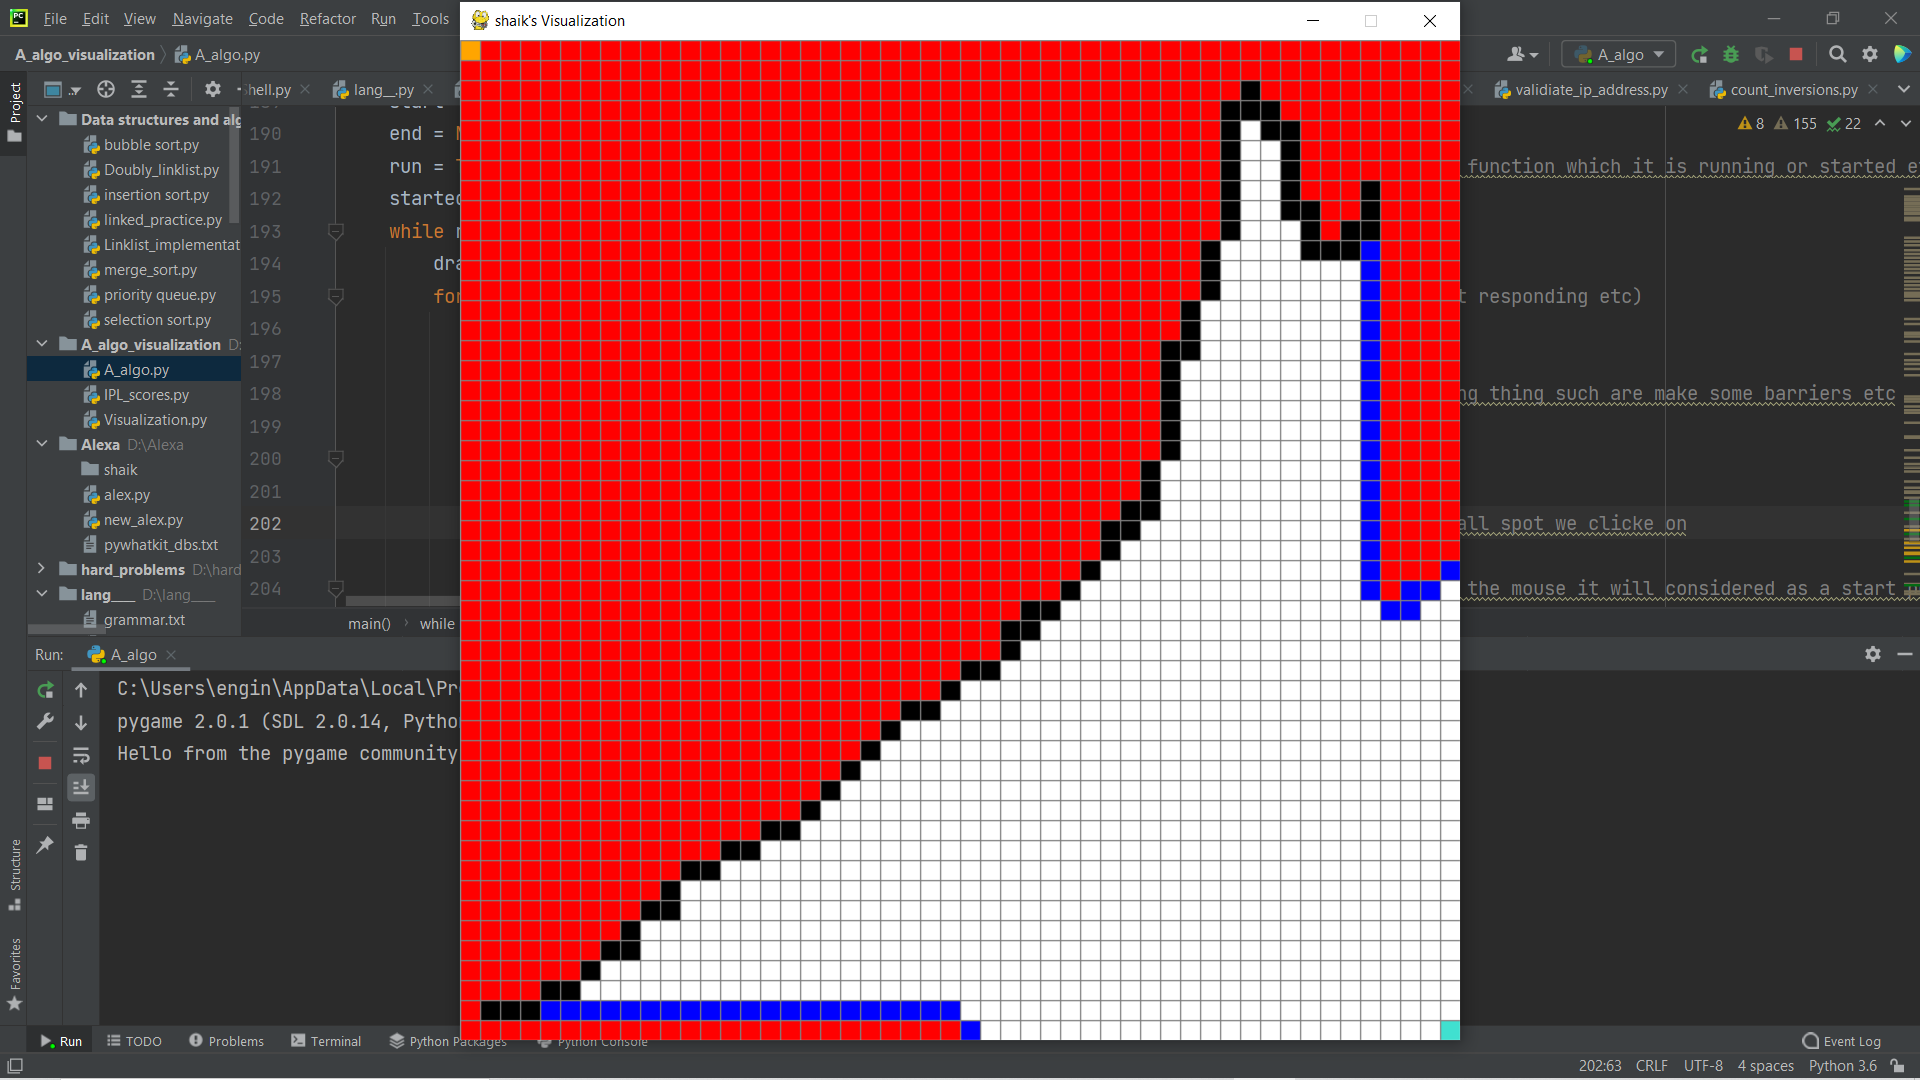 PC File Edit View Navigate Code Refactor Run Tools
shaik's Visualization
A_algo_visualization A_algo.py
A_algo
hell.py lang__.py
validiate_ip_address.py count_inversions.py
Project
Data structures and alg
bubble sort.py
Doubly_linklist.py
insertion sort.py
linked_practice.py
Linklist_implementat
merge_sort.py
priority queue.py
selection sort.py
A_algo_visualization D:
A_algo.py
IPL_scores.py
Visualization.py
Alexa D:\Alexa
shaik
alex.py
new_alex.py
pywhatkit_dbs.txt
hard_problems D:\hard
lang___ D:\lang___
grammar.txt
8 155 22
190 end =
191 run =
192 started
193 while
194 dra
195 for
196
197
198
199
200
201
202
203
204
function which it is running or started et
t responding etc)
ng thing such are make some barriers etc
all spot we clicke on
the mouse it will considered as a start
main() while
Run: A_algo
C:\Users\engin\AppData\Local\Pr
pygame 2.0.1 (SDL 2.0.14, Pytho
Hello from the pygame community
Structure
Favorites
Run TODO Problems Terminal Python Packages Python Console
Event Log
202:63 CRLF UTF-8 4 spaces Python 3.6